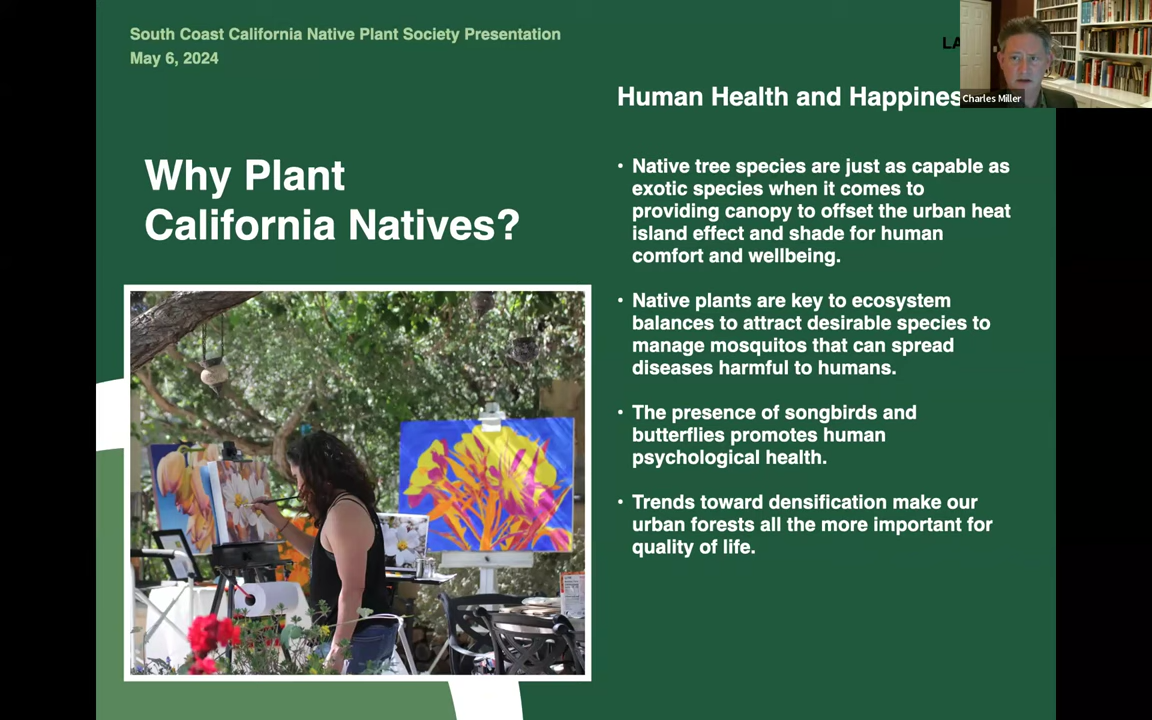 South Coast California Native Plant Society Presentation
May 6, 2024
LA
Charles Miller
Human Health and Happines
Why Plant
California Natives?
• Native tree species are just as capable as
exotic species when it comes to
providing canopy to offset the urban heat
island effect and shade for human
comfort and wellbeing.
• Native plants are key to ecosystem
balances to attract desirable species to
manage mosquitos that can spread
diseases harmful to humans.
• The presence of songbirds and
butterflies promotes human
psychological health.
• Trends toward densification make our
urban forests all the more important for
quality of life.